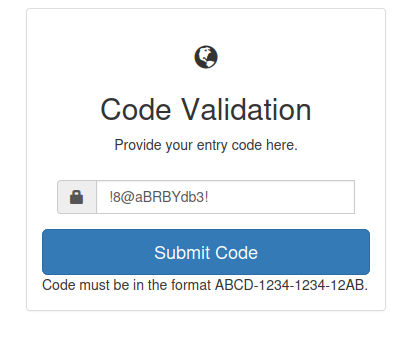 Code Validation
Provide your entry code here.
!8@aBRBYdb3!
Submit Code
Code must be in the format ABCD-1234-1234-12AB.